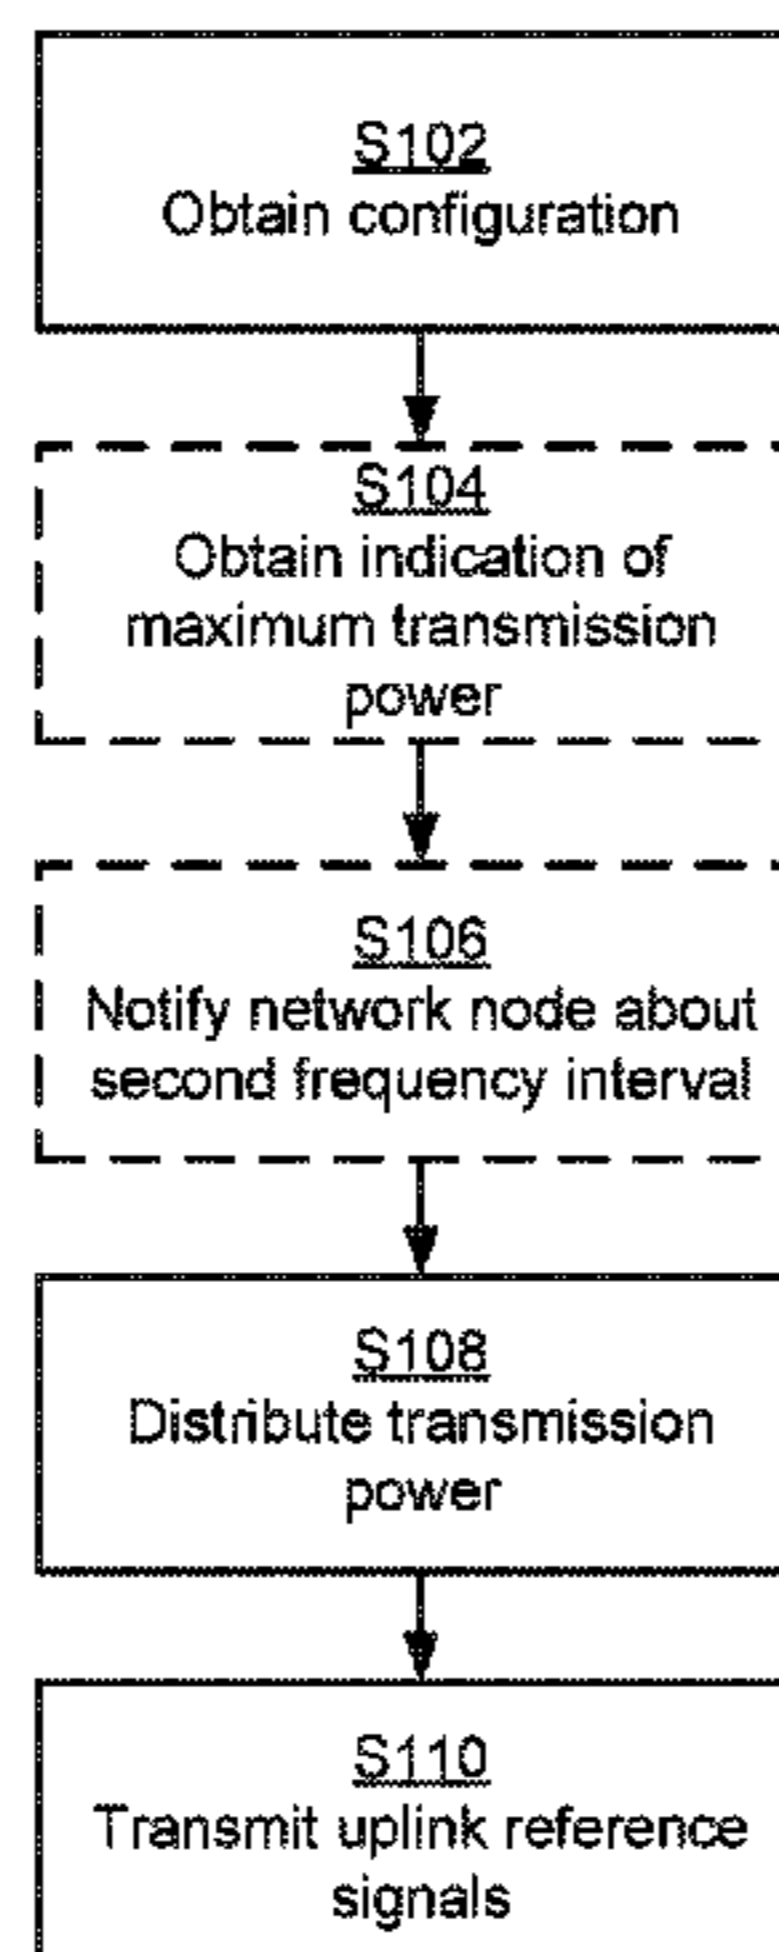 S102
Obtain configuration
S104
Obtain indication of
maximum transmission
power
S106
Notify network node about
second frequency interval
S108
Distribute transmission
power
S110
Transmit uplink reference
signals